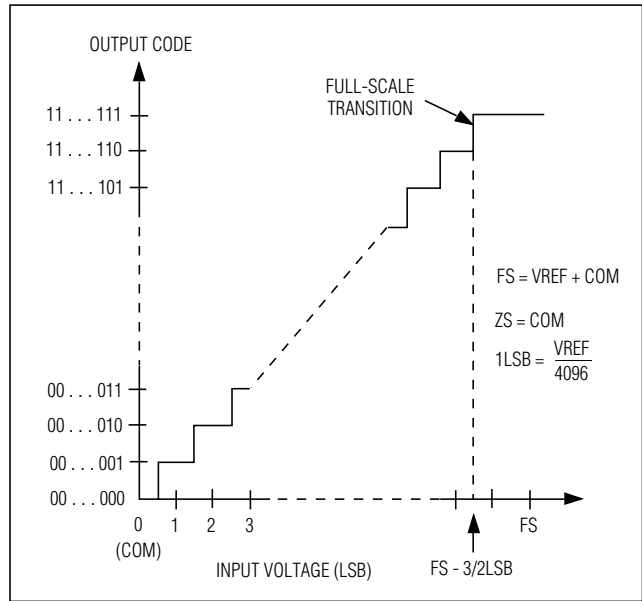 OUTPUT CODE
FULL-SCALE
TRANSITION
11 . . . 111
11 . . . 110
11 . . . 101
FS = VREF + COM
ZS = COM
1LSB = VREF
4096
00 . . . 011
00 . . . 010
00 . . . 001
00 . . . 000
0 1 2 3 FS
(COM)
INPUT VOLTAGE (LSB) FS - 3/2LSB